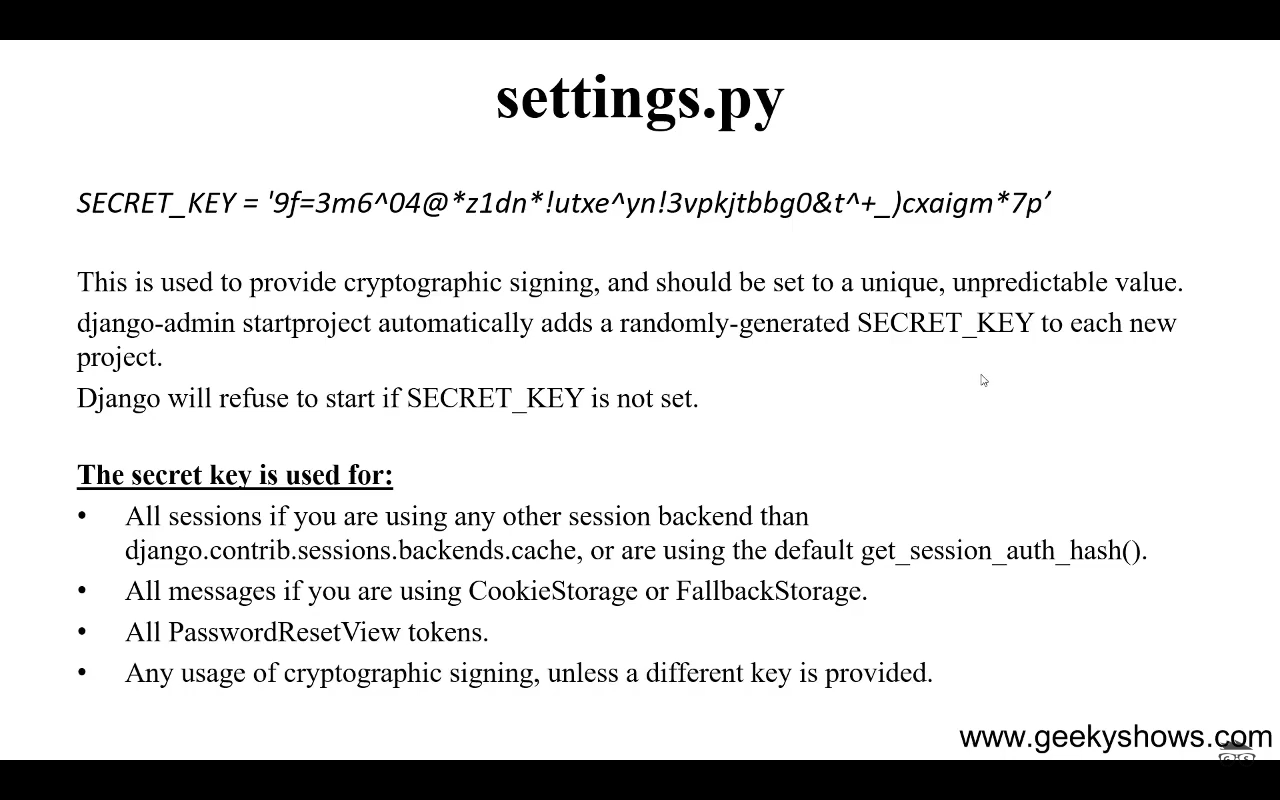 settings.py
SECRET_KEY = '9f=3m6^04@*z1dn*!utxe^yn!3vpkjtbbg0&t^+_)cxaigm*7p’
This is used to provide cryptographic signing, and should be set to a unique, unpredictable value.
django-admin startproject automatically adds a randomly-generated SECRET_KEY to each new
project.
Django will refuse to start if SECRET_KEY is not set.
The secret key is used for:
• All sessions if you are using any other session backend than
django.contrib.sessions.backends.cache, or are using the default get_session_auth_hash().
• All messages if you are using CookieStorage or FallbackStorage.
• All PasswordResetView tokens.
• Any usage of cryptographic signing, unless a different key is provided.
www.geekyshows.com